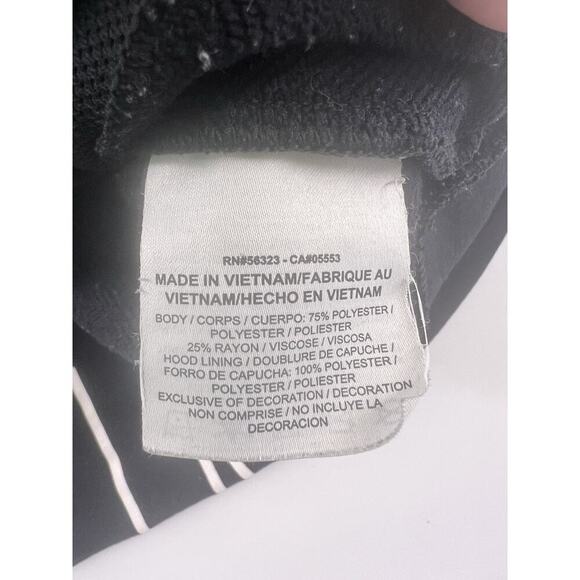 RN#56323 - CA#05553
MADE IN VIETNAM/FABRIQUE AU
VIETNAM/HECHO EN VIETNAM
BODY / CORPS / CUERPO: 75% POLYESTER /
POLYESTER / POLIESTER
25% RAYON / VISCOSE / VISCOSA
HOOD LINING / DOUBLURE DE CAPUCHE /
FORRO DE CAPUCHA: 100% POLYESTER /
POLYESTER / POLIESTER
EXCLUSIVE OF DECORATION / DECORATION
NON COMPRISE / NO INCLUYE LA
DECORACION